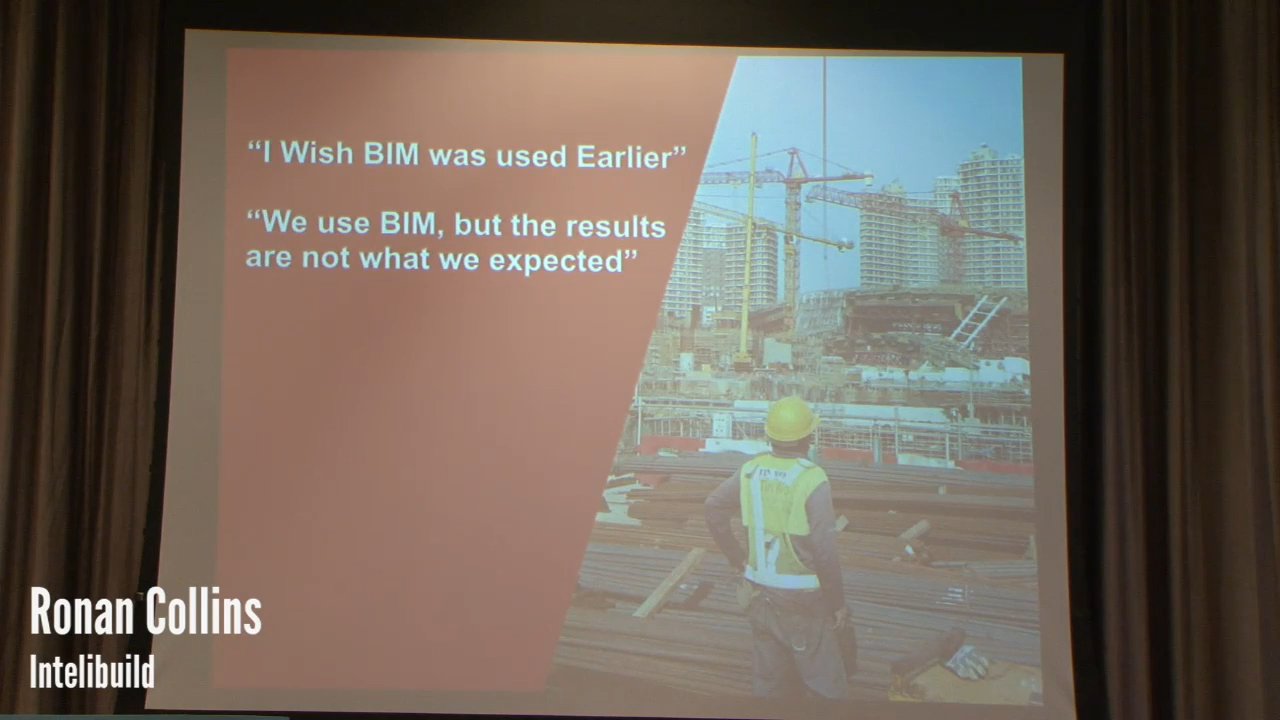 “I Wish BIM was used Earlier”
“We use BIM, but the results
are not what we expected”
Ronan Collins
Intelibuild